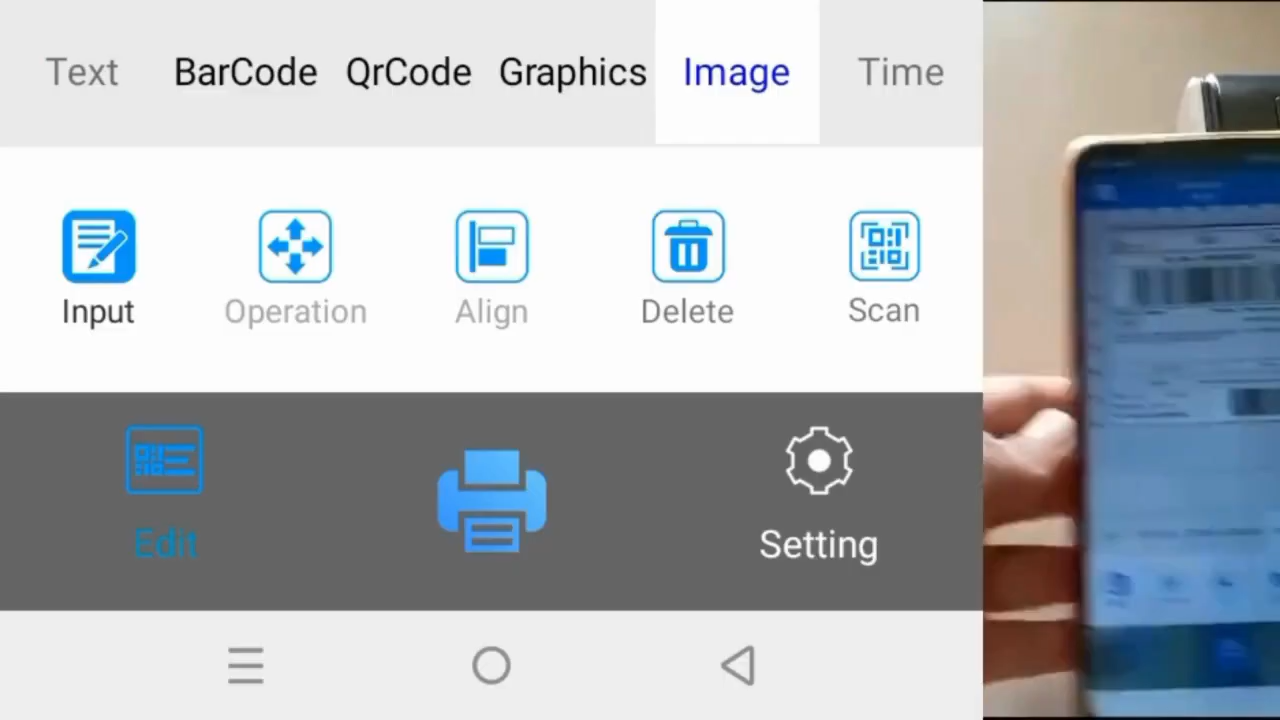 Text BarCode QrCode Graphics Image Time
Input Operation Align Delete Scan
Edit Setting